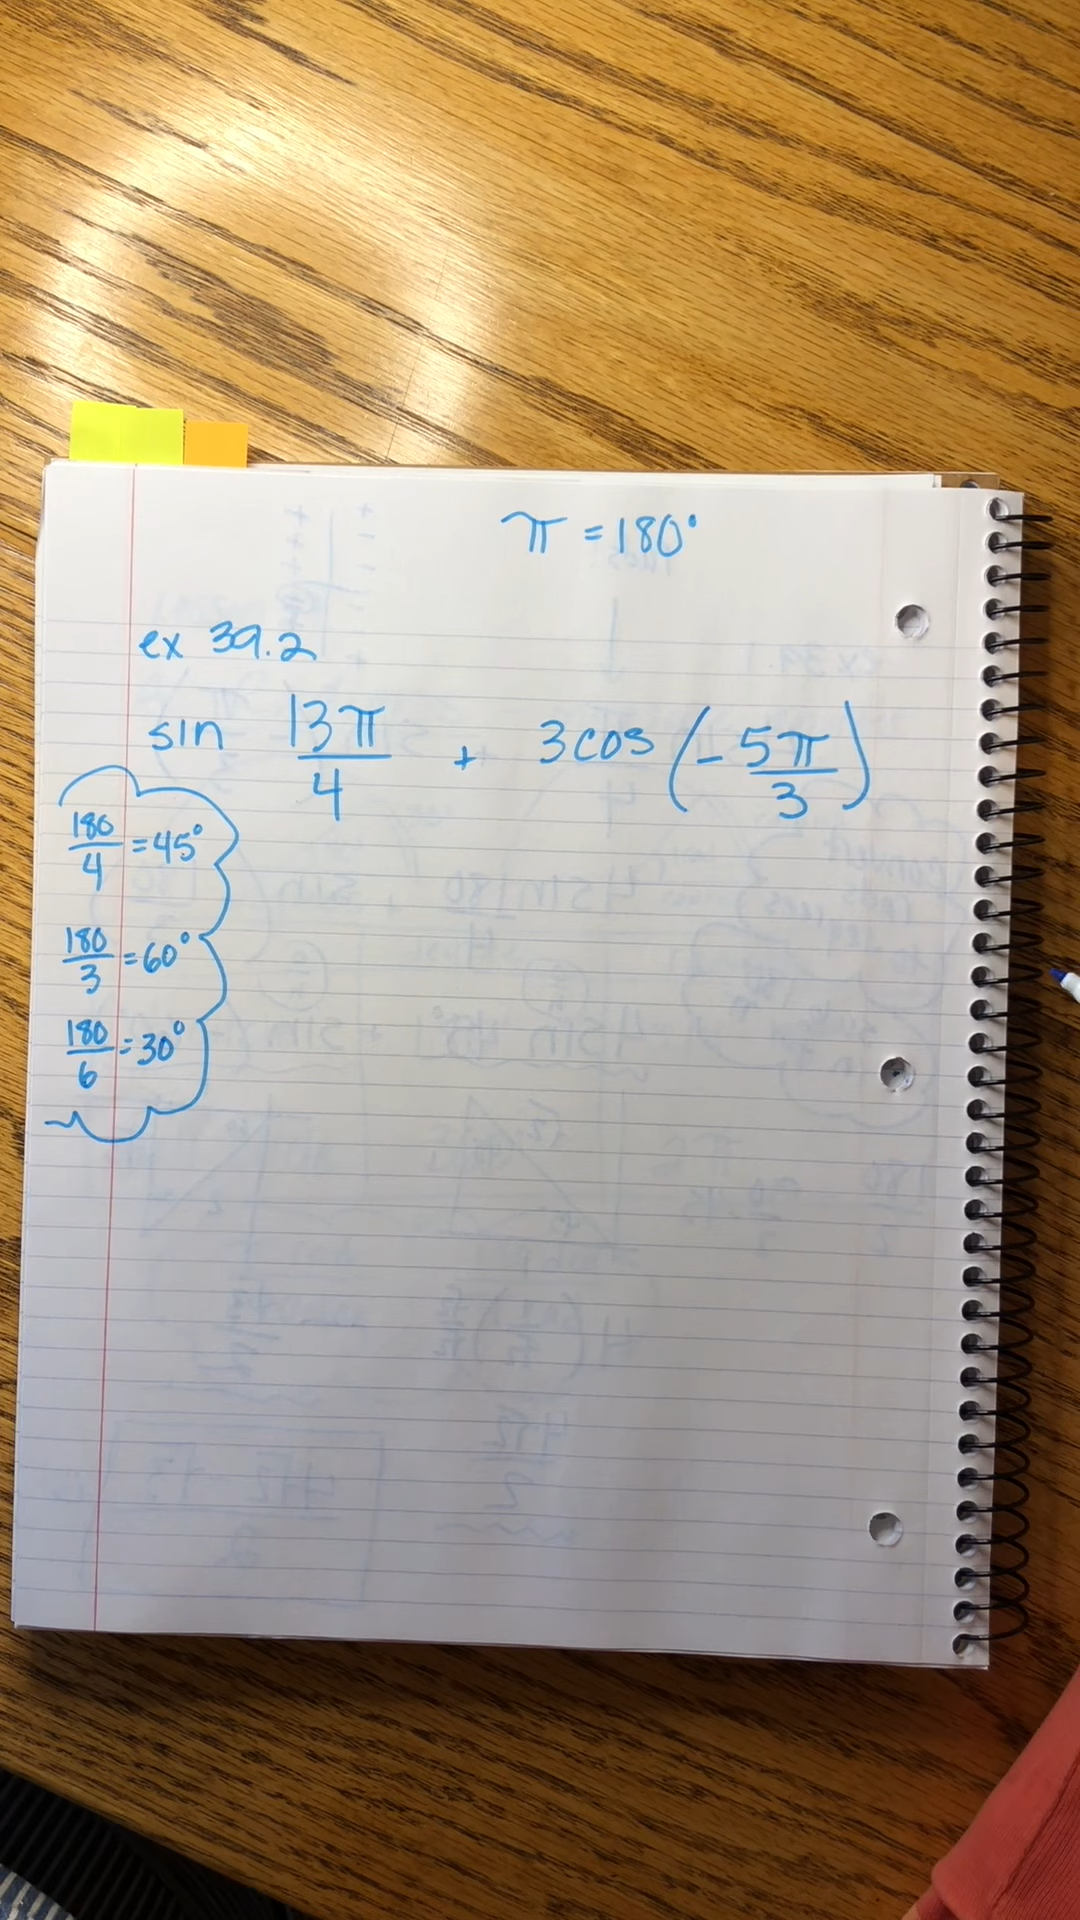 π = 180°
ex 39.2
sin 13π/4 + 3cos (- 5π/3)
180/4 = 45°
180/3 = 60°
180/6 = 30°